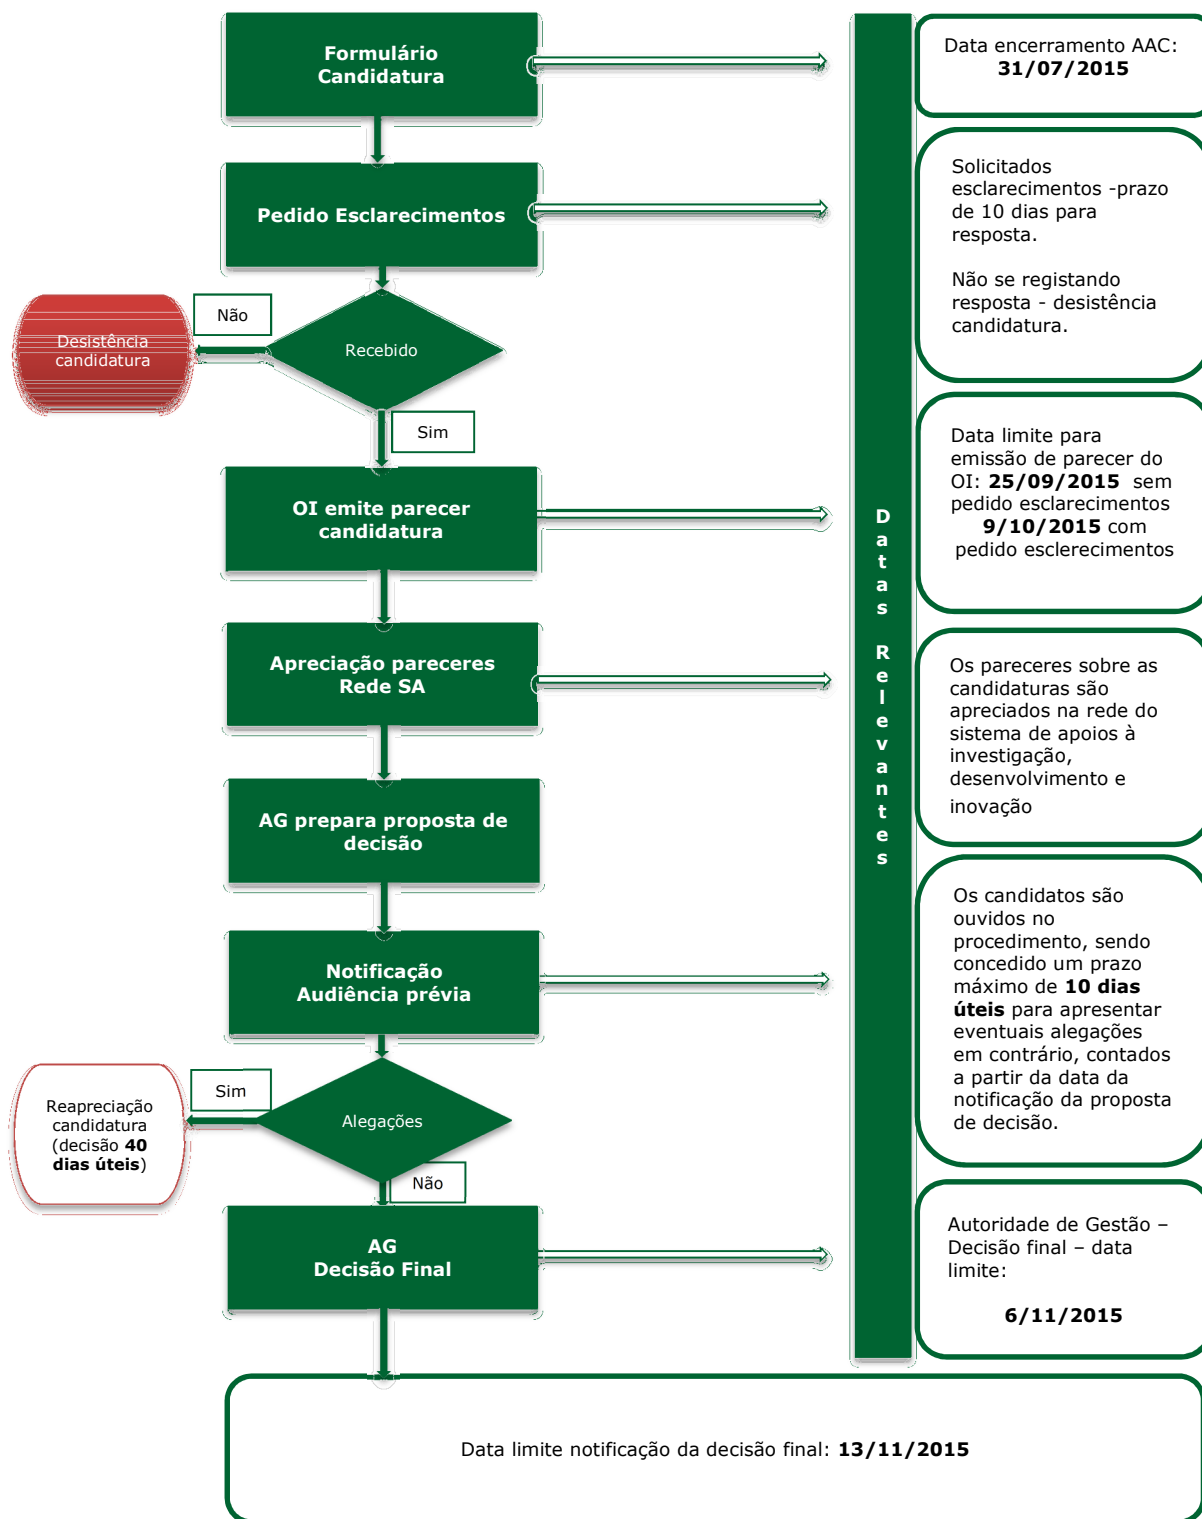 Formulário
Candidatura
Data encerramento AAC:
31/07/2015
Pedido Esclarecimentos
Solicitados
esclarecimentos -prazo
de 10 dias para
resposta.
Não se registando
resposta - desistência
candidatura.
Não
Desistência
candidatura
Recebido
Sim
OI emite parecer
candidatura
Data limite para
emissão de parecer do
OI: 25/09/2015 sem
pedido esclarecimentos
9/10/2015 com
pedido esclerecimentos
Datas Relevantes
Apreciação pareceres
Rede SA
Os pareceres sobre as
candidaturas são
apreciados na rede do
sistema de apoios à
investigação,
desenvolvimento e
inovação
AG prepara proposta de
decisão
Notificação
Audiência prévia
Os candidatos são
ouvidos no
procedimento, sendo
concedido um prazo
máximo de 10 dias
úteis para apresentar
eventuais alegações
em contrário, contados
a partir da data da
notificação da proposta
de decisão.
Sim
Reapreciação
candidatura
(decisão 40
dias úteis)
Alegações
Não
AG
Decisão Final
Autoridade de Gestão –
Decisão final – data
limite:
6/11/2015
Data limite notificação da decisão final: 13/11/2015